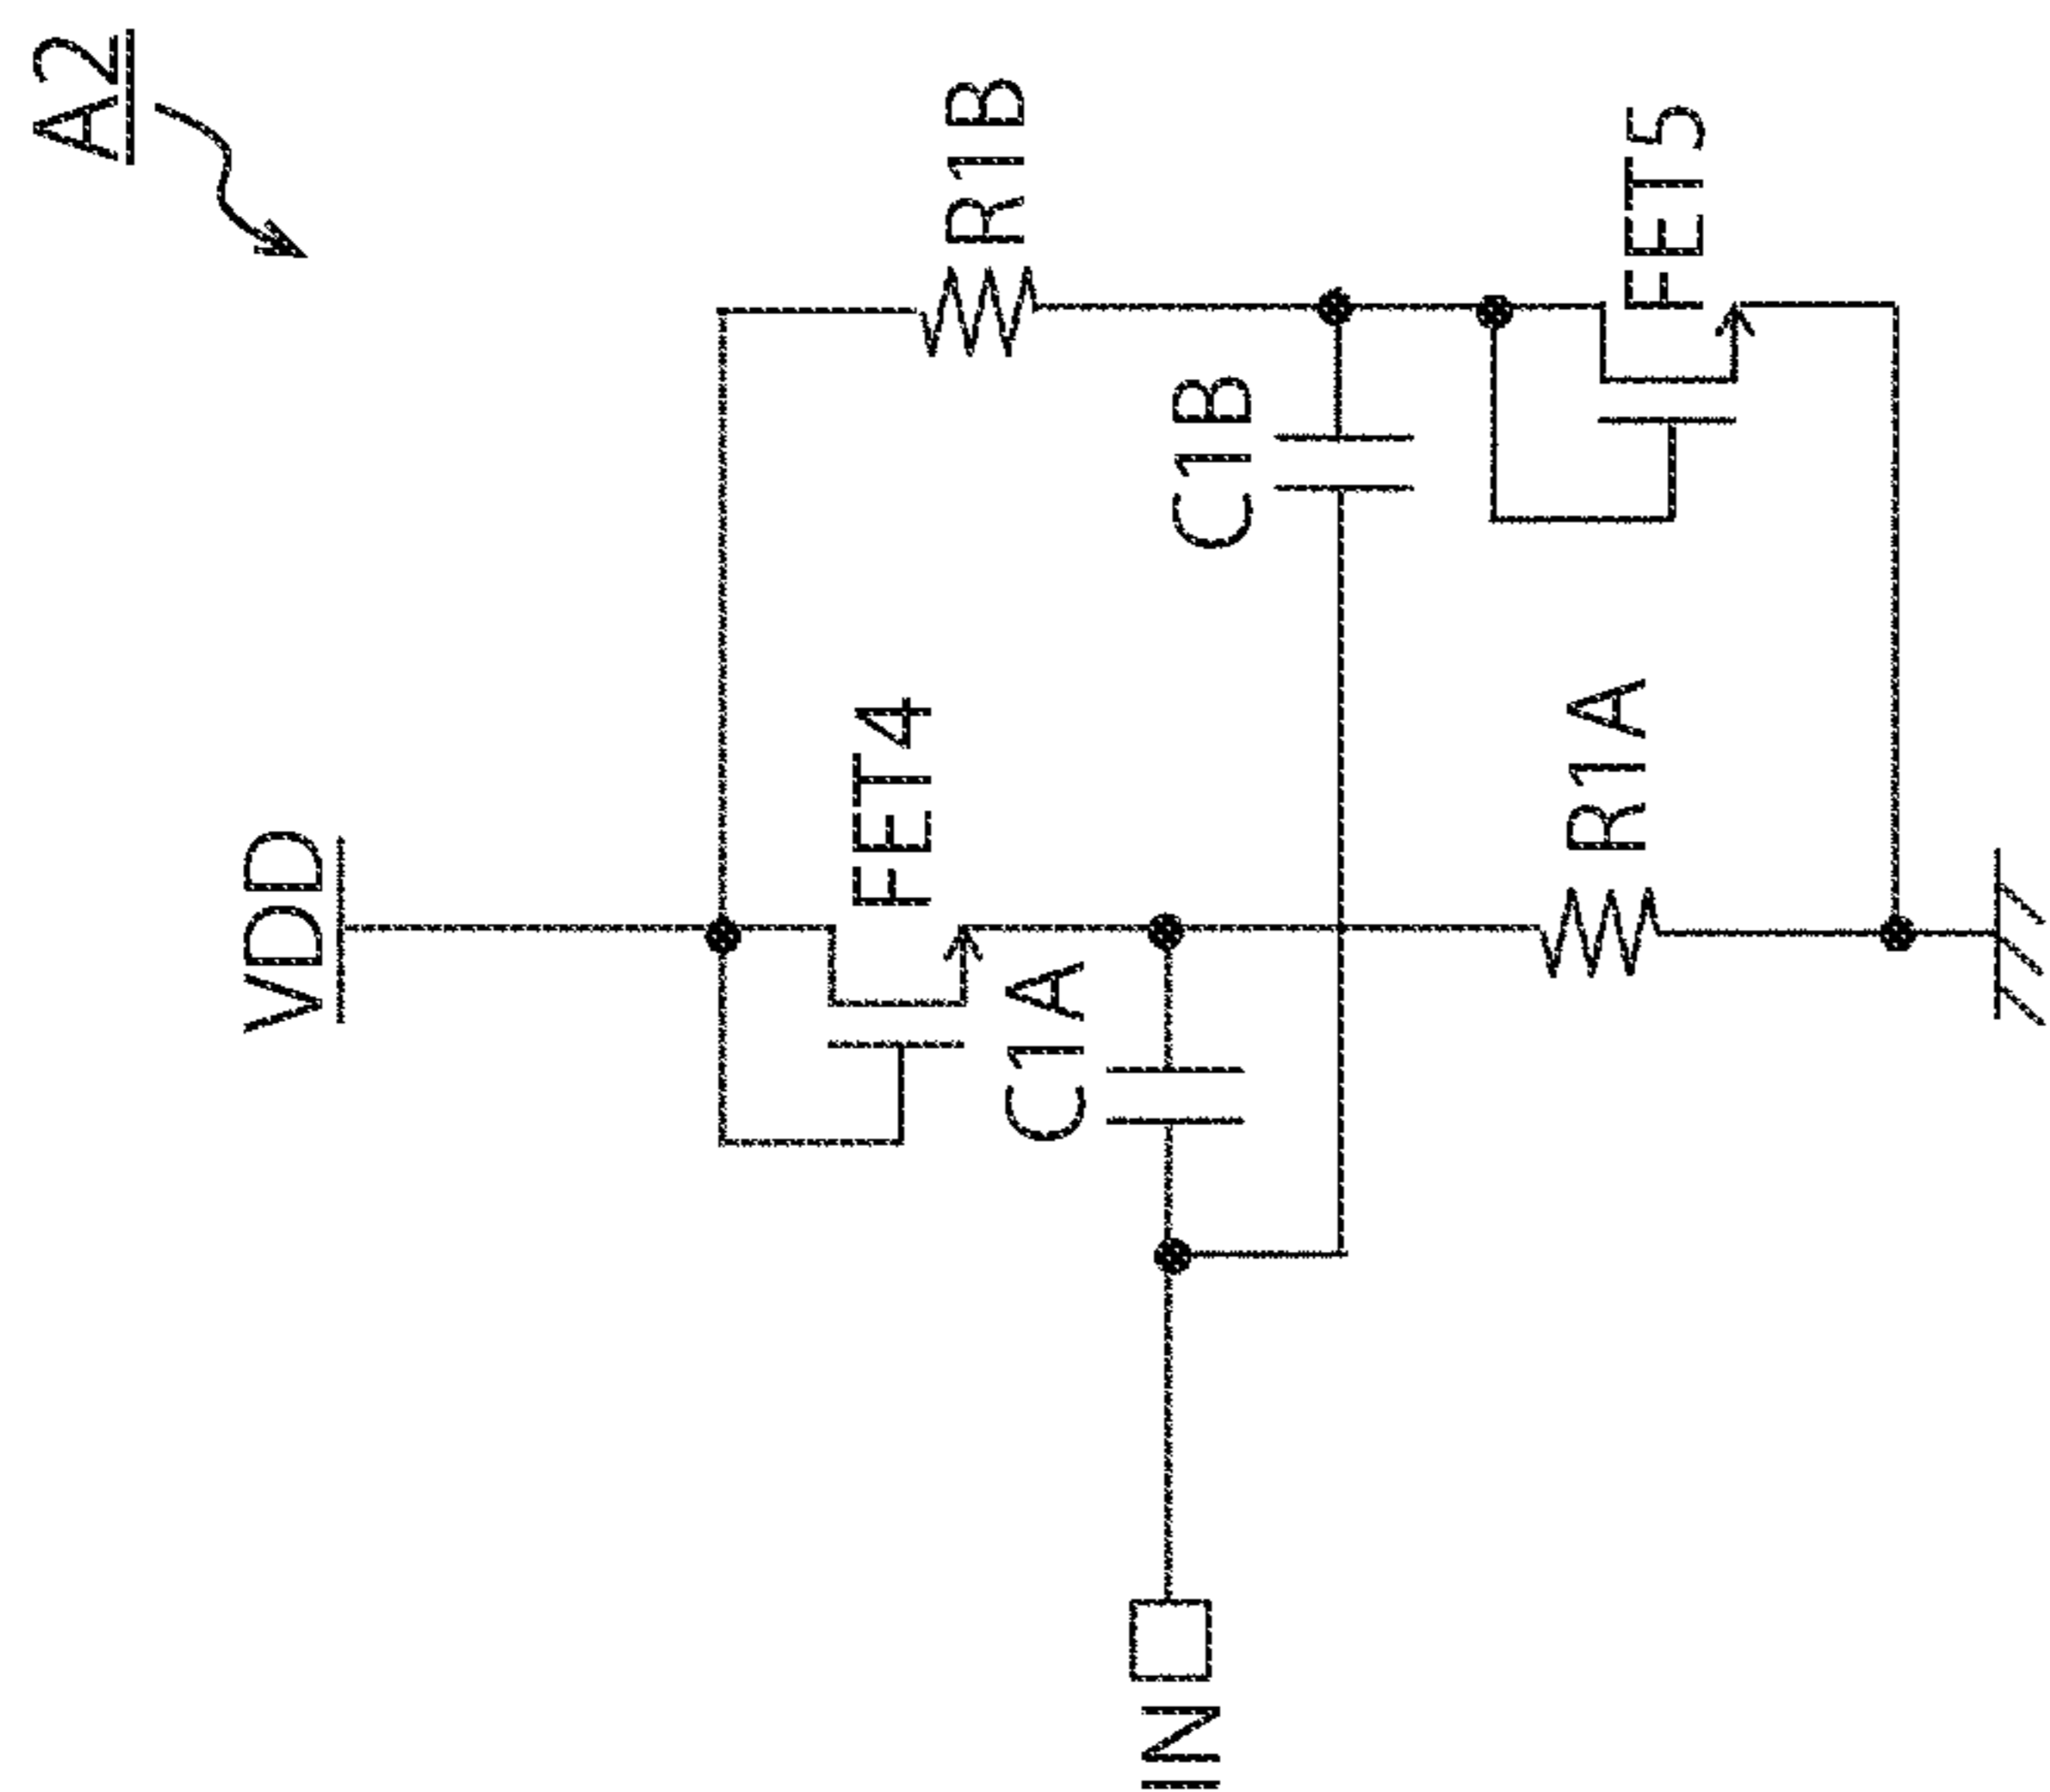 A2
VDD
FET4
R1B
C1A
C1B
IN
R1A
FET5